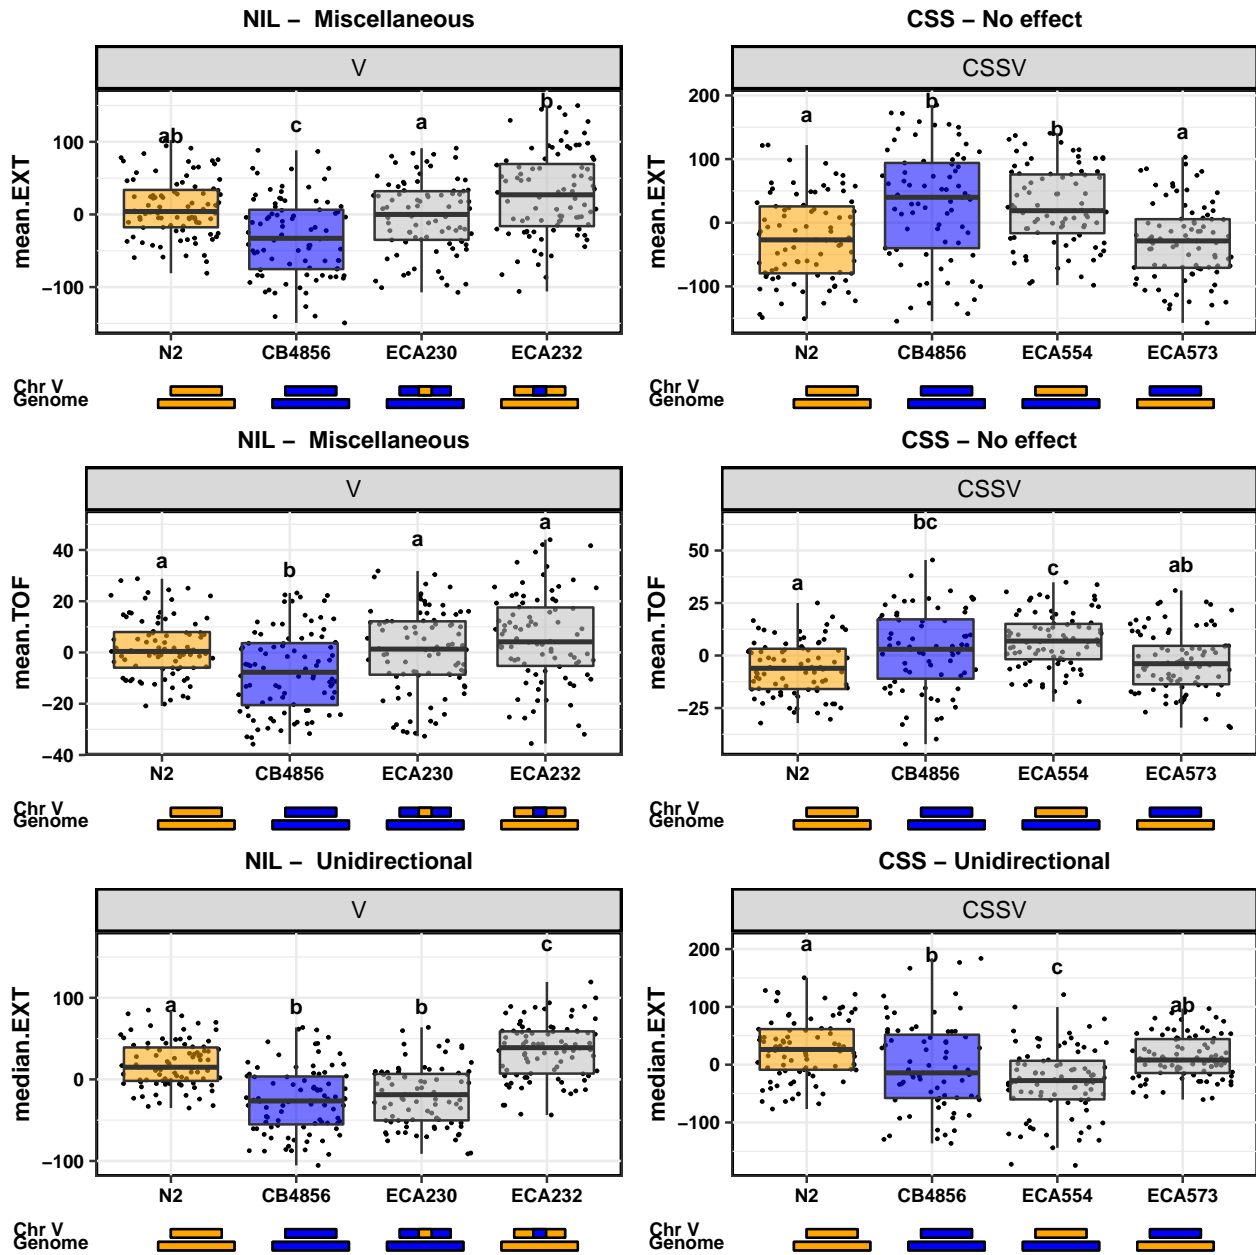 NIL – Miscellaneous
V
mean.EXT
100
0
−100
ab
c
a
b
N2 CB4856 ECA230 ECA232
Chr V
Genome
CSS – No effect
CSSV
mean.EXT
200
100
0
−100
a
b
b
a
N2 CB4856 ECA554 ECA573
Chr V
Genome
NIL – Miscellaneous
V
mean.TOF
40
20
0
−20
−40
a
b
a
a
N2 CB4856 ECA230 ECA232
Chr V
Genome
CSS – No effect
CSSV
mean.TOF
50
25
0
−25
a
bc
c
ab
N2 CB4856 ECA554 ECA573
Chr V
Genome
NIL – Unidirectional
V
median.EXT
100
0
−100
a
b
b
c
N2 CB4856 ECA230 ECA232
Chr V
Genome
CSS – Unidirectional
CSSV
median.EXT
200
100
0
−100
a
b
c
ab
N2 CB4856 ECA554 ECA573
Chr V
Genome